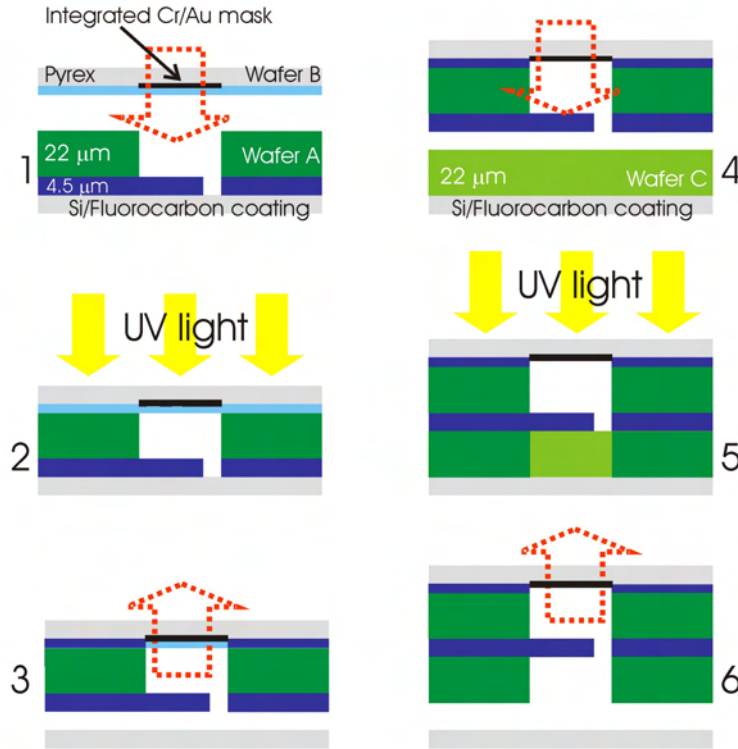 Integrated Cr/Au mask
Pyrex
Wafer B
22 μm
Wafer A
1
4.5 μm
Si/Fluorocarbon coating
UV light
2
3
4
22 μm
Wafer C
Si/Fluorocarbon coating
UV light
5
6